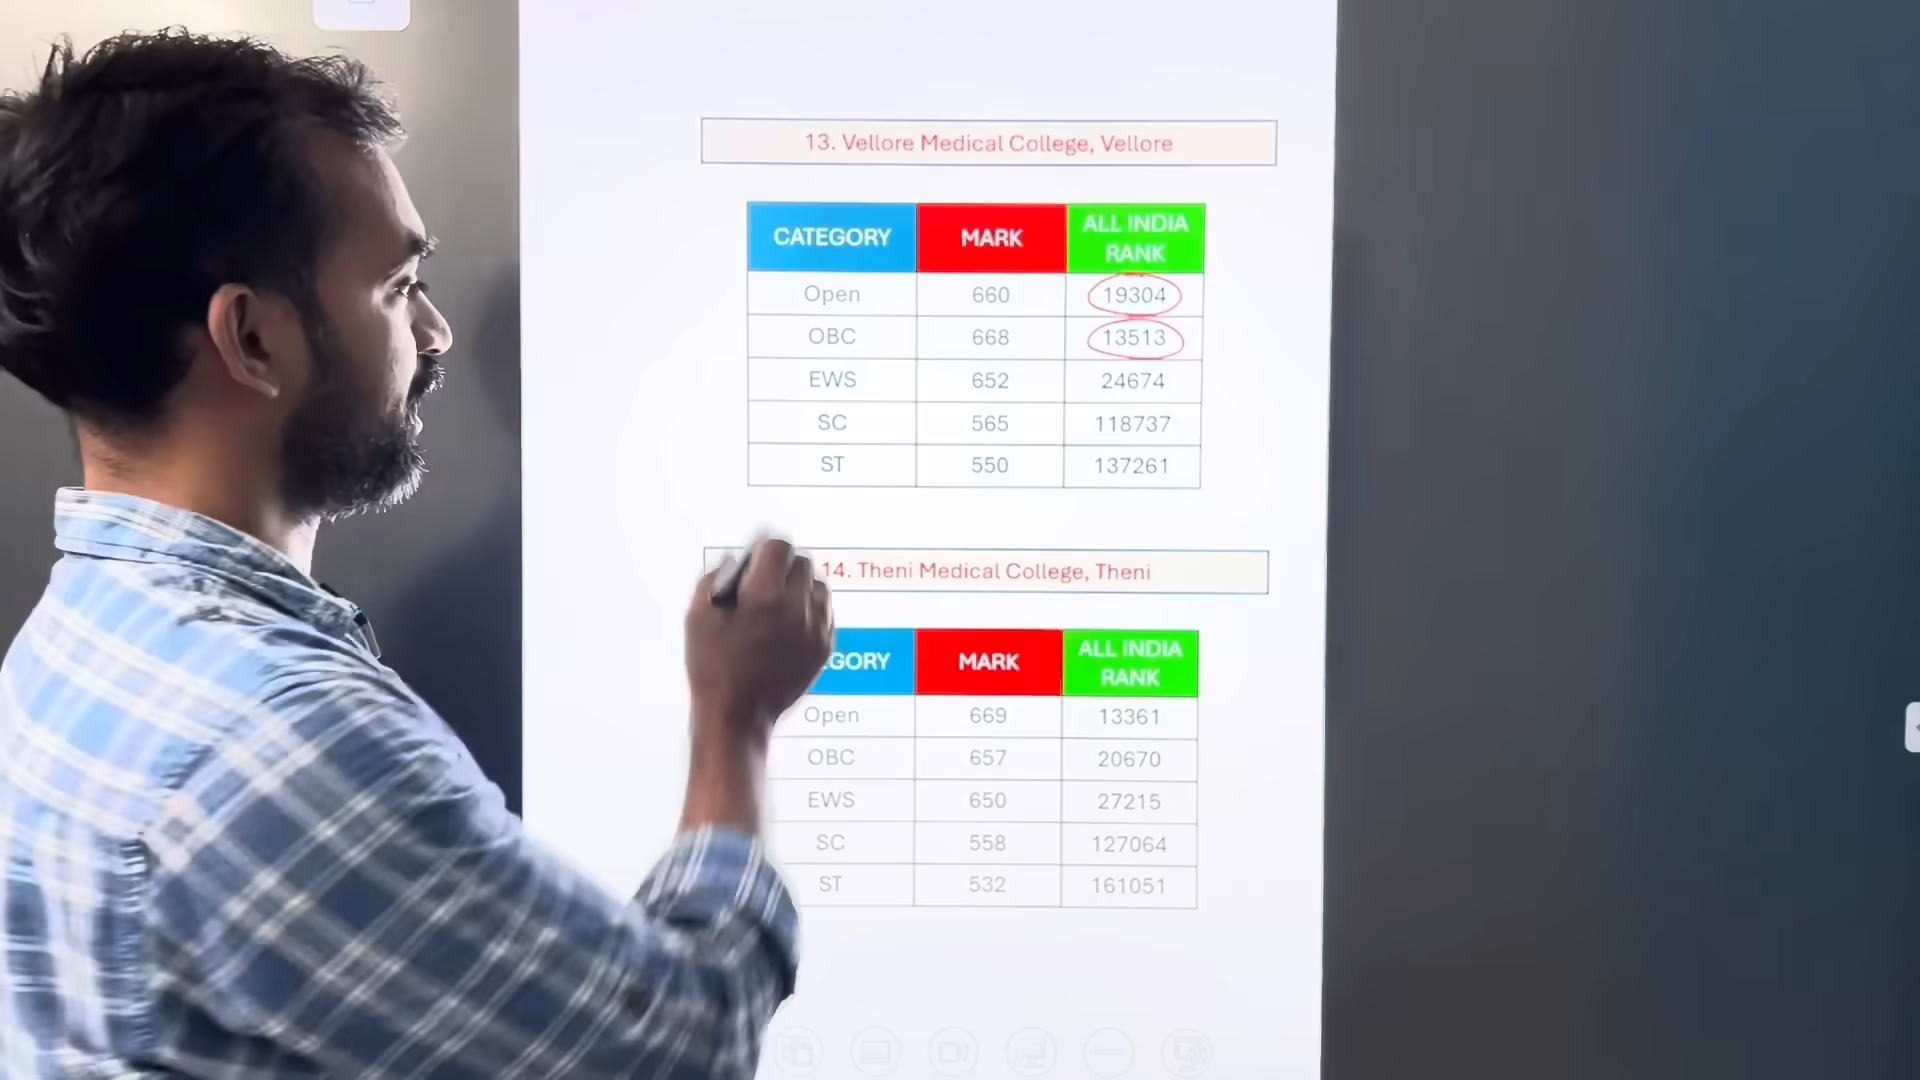 13. Vellore Medical College, Vellore
CATEGORY MARK ALL INDIA RANK
Open 660 19304
OBC 668 13513
EWS 652 24674
SC 565 118737
ST 550 137261
14. Theni Medical College, Theni
GORY MARK ALL INDIA RANK
Open 669 13361
OBC 657 20670
EWS 650 27215
SC 558 127064
ST 532 161051